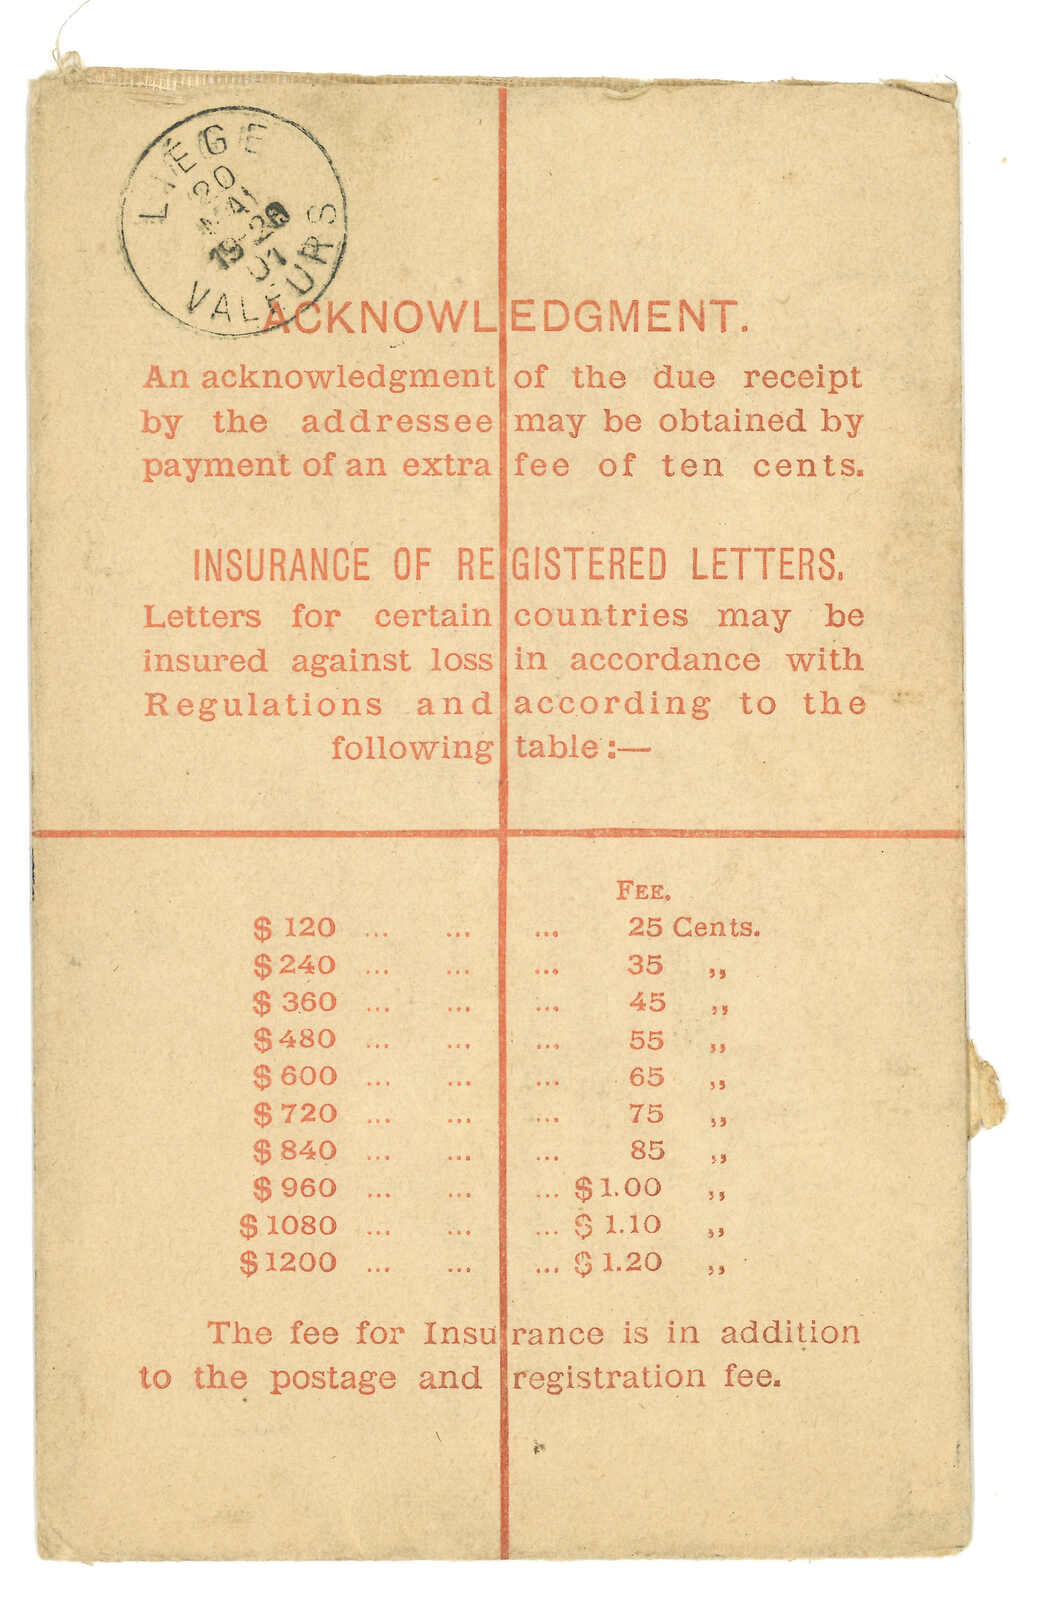 LIÉGE
20
MAI
19-20
01
VALEURS
ACKNOWLEDGMENT.
An acknowledgment of the due receipt
by the addressee may be obtained by
payment of an extra fee of ten cents.
INSURANCE OF REGISTERED LETTERS.
Letters for certain countries may be
insured against loss in accordance with
Regulations and according to the
following table:—
FEE.
$ 120 ... ... ... 25 Cents.
$ 240 ... ... ... 35 „
$ 360 ... ... ... 45 „
$ 480 ... ... ... 55 „
$ 600 ... ... ... 65 „
$ 720 ... ... ... 75 „
$ 840 ... ... ... 85 „
$ 960 ... ... ... $ 1.00 „
$ 1080 ... ... ... $ 1.10 „
$ 1200 ... ... ... $ 1.20 „
The fee for Insurance is in addition
to the postage and registration fee.